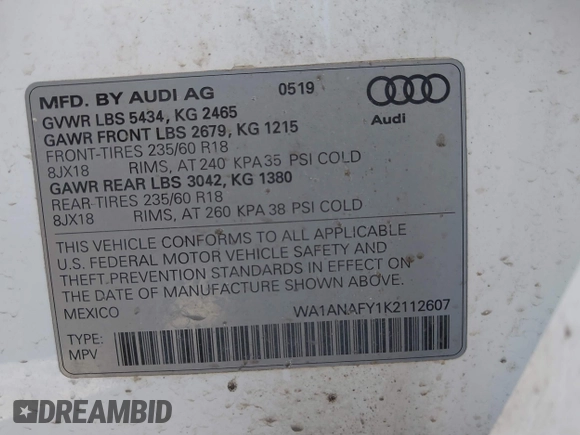 MFD. BY AUDI AG 0519
GVWR LBS 5434, KG 2465
GAWR FRONT LBS 2679, KG 1215
FRONT-TIRES 235/60 R18
8JX18 RIMS, AT 240 KPA 35 PSI COLD
GAWR REAR LBS 3042, KG 1380
REAR-TIRES 235/60 R18
8JX18 RIMS, AT 260 KPA 38 PSI COLD
Audi
THIS VEHICLE CONFORMS TO ALL APPLICABLE
U.S. FEDERAL MOTOR VEHICLE SAFETY AND
THEFT PREVENTION STANDARDS IN EFFECT
ON THE DATE OF MANUFACTURE SHOWN ABOVE.
MEXICO WA1ANAFY1K2112607
TYPE:
MPV
DREAMBID